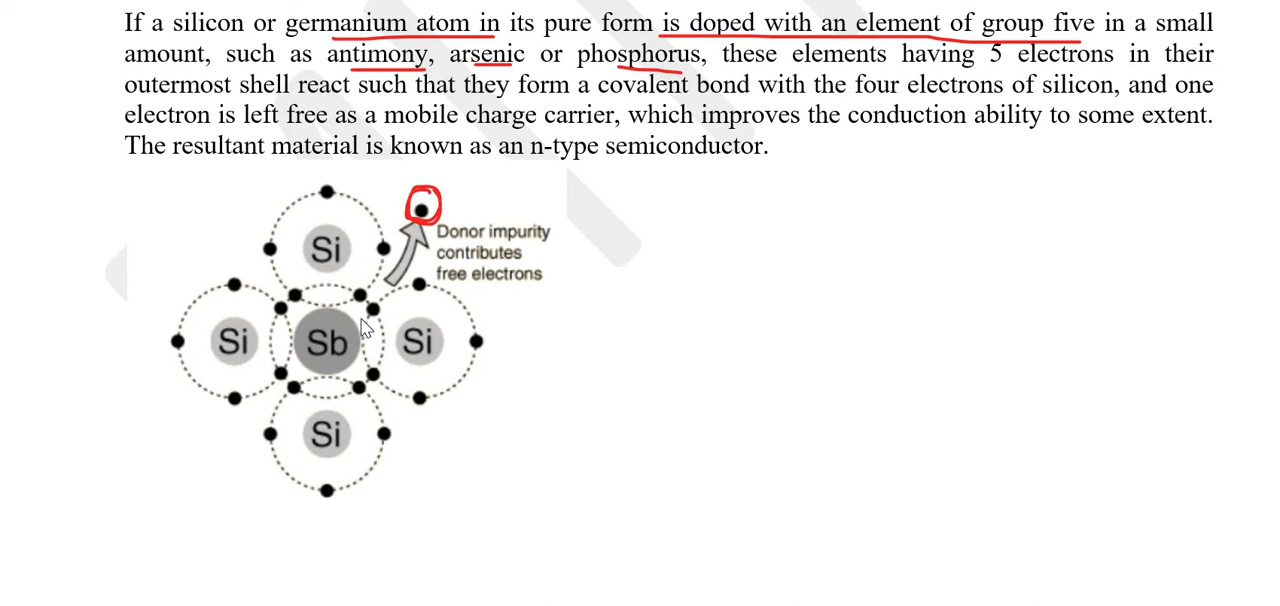 If a silicon or germanium atom in its pure form is doped with an element of group five in a small
amount, such as antimony, arsenic or phosphorus, these elements having 5 electrons in their
outermost shell react such that they form a covalent bond with the four electrons of silicon, and one
electron is left free as a mobile charge carrier, which improves the conduction ability to some extent.
The resultant material is known as an n-type semiconductor.
Si
Donor impurity
contributes
free electrons
Si Sb Si
Si